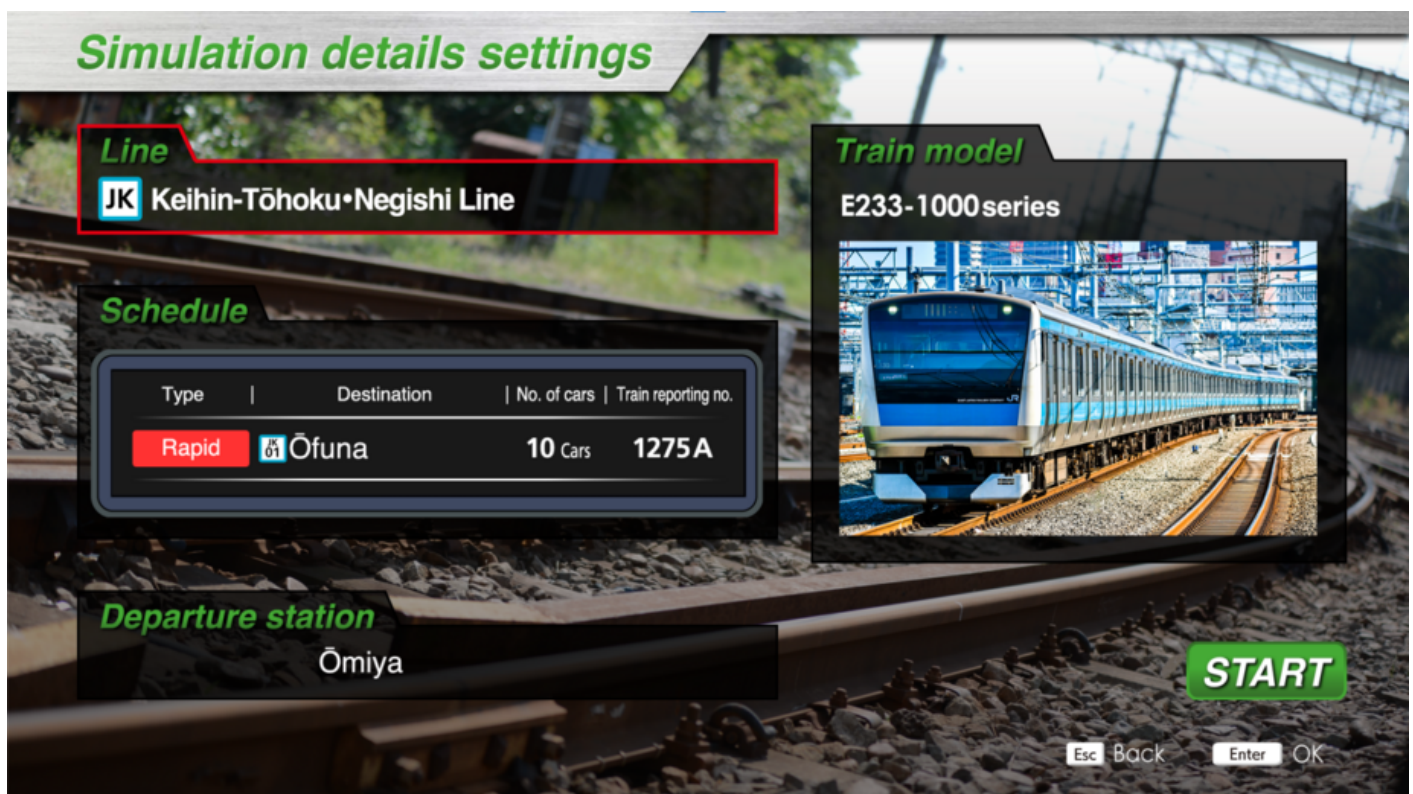 Simulation details settings
Line
JK Keihin-Tōhoku•Negishi Line
Schedule
Type | Destination | No. of cars | Train reporting no.
Rapid JK 01 Ōfuna 10 Cars 1275A
Departure station
Ōmiya
Train model
E233-1000series
JR
START
Esc Back Enter OK